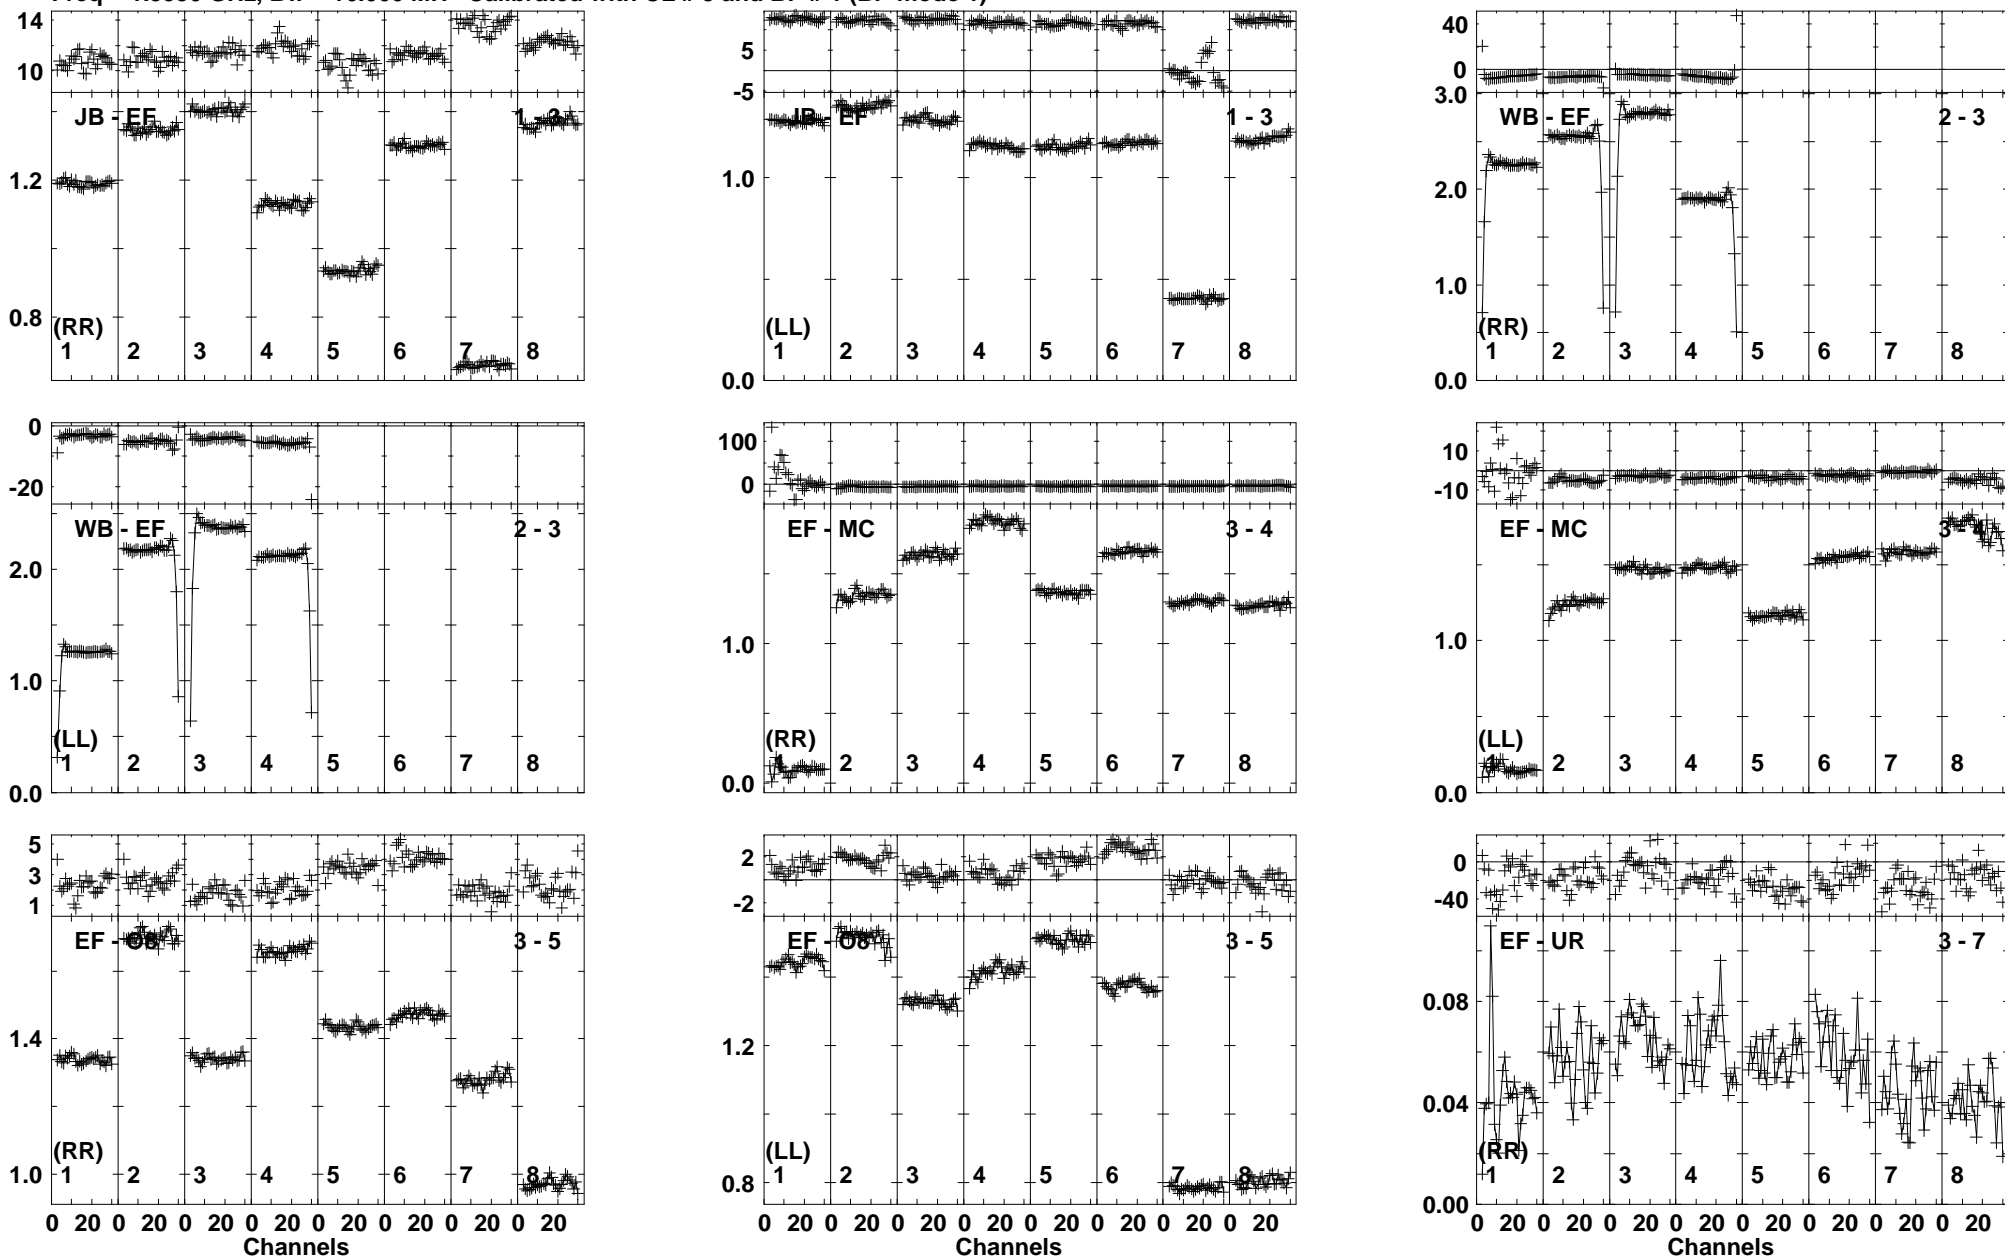 14
10
JB - EF
1 - 3
1.2
0.8
(RR)
1 2 3 4 5 6 7 8
5
-5
JB - EF
1 - 3
1.0
(LL)
1 2 3 4 5 6 7 8
0.0
40
0
3.0
WB - EF
2 - 3
2.0
1.0
(RR)
1 2 3 4 5 6 7 8
0.0
0
-20
WB - EF
2 - 3
2.0
1.0
(LL)
1 2 3 4 5 6 7 8
0.0
100
0
EF - MC
3 - 4
1.0
(RR)
1 2 3 4 5 6 7 8
0.0
10
-10
EF - MC
3 - 4
1.0
(LL)
1 2 3 4 5 6 7 8
0.0
5
3
1
EF - O8
3 - 5
1.4
(RR)
1.0
1 2 3 4 5 6 7 8
0 20 0 20 0 20 0 20 0 20 0 20 0 20 0 20
Channels
2
-2
EF - O8
3 - 5
1.2
(LL)
0.8
1 2 3 4 5 6 7 8
0 20 0 20 0 20 0 20 0 20 0 20 0 20 0 20
Channels
0
-40
EF - UR
3 - 7
0.08
0.04
(RR)
1 2 3 4 5 6 7 8
0.00
0 20 0 20 0 20 0 20 0 20 0 20 0 20 0 20
Channels